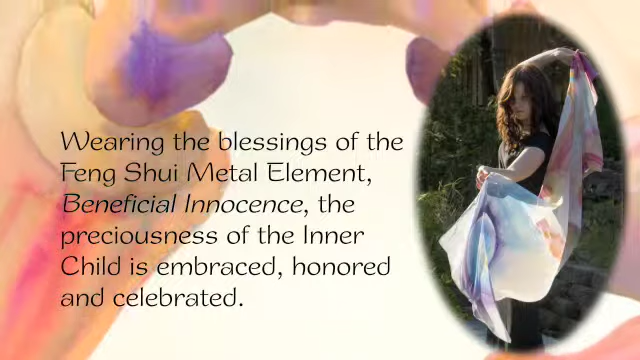 Wearing the blessings of the
Feng Shui Metal Element,
Beneficial Innocence, the
preciousness of the Inner
Child is embraced, honored
and celebrated.